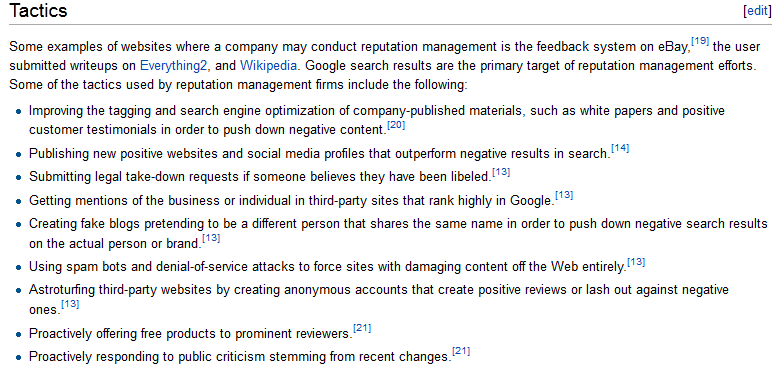 Tactics
[edit]
Some examples of websites where a company may conduct reputation management is the feedback system on eBay,[19] the user
submitted writeups on Everything2, and Wikipedia. Google search results are the primary target of reputation management efforts.
Some of the tactics used by reputation management firms include the following:
• Improving the tagging and search engine optimization of company-published materials, such as white papers and positive
customer testimonials in order to push down negative content.[20]
• Publishing new positive websites and social media profiles that outperform negative results in search.[14]
• Submitting legal take-down requests if someone believes they have been libeled.[13]
• Getting mentions of the business or individual in third-party sites that rank highly in Google.[13]
• Creating fake blogs pretending to be a different person that shares the same name in order to push down negative search results
on the actual person or brand.[13]
• Using spam bots and denial-of-service attacks to force sites with damaging content off the Web entirely.[13]
• Astroturfing third-party websites by creating anonymous accounts that create positive reviews or lash out against negative
ones.[13]
• Proactively offering free products to prominent reviewers.[21]
• Proactively responding to public criticism stemming from recent changes.[21]